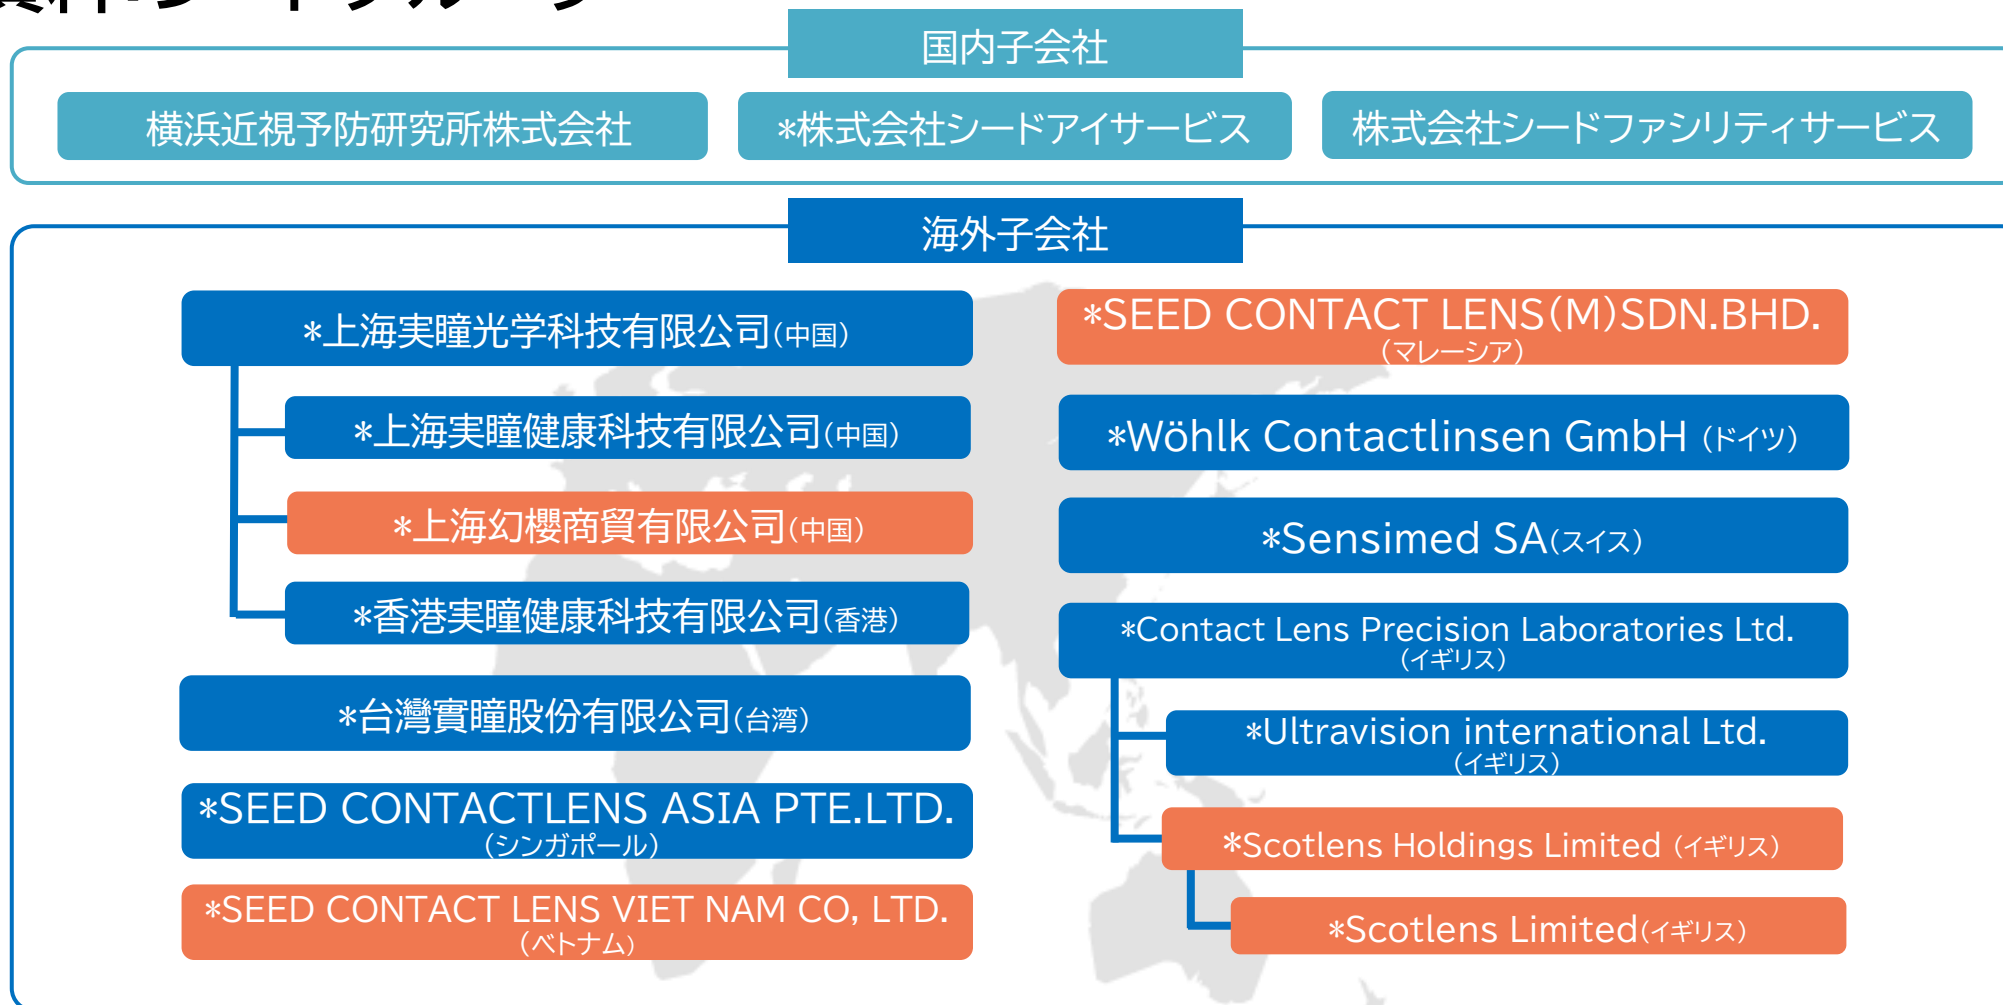 資料:シードグループ
国内子会社
横浜近視予防研究所株式会社
*株式会社シードアイサービス
株式会社シードファシリティサービス
海外子会社
*上海実瞳光学科技有限公司(中国)
*上海実瞳健康科技有限公司(中国)
*上海幻櫻商貿有限公司(中国)
*香港実瞳健康科技有限公司(香港)
*台灣實瞳股份有限公司(台湾)
*SEED CONTACTLENS ASIA PTE.LTD.
(シンガポール)
*SEED CONTACT LENS VIET NAM CO, LTD.
(ベトナム)
*SEED CONTACT LENS(M)SDN.BHD.
(マレーシア)
*Wöhlk Contactlinsen GmbH (ドイツ)
*Sensimed SA(スイス)
*Contact Lens Precision Laboratories Ltd.
(イギリス)
*Ultravision international Ltd.
(イギリス)
*Scotlens Holdings Limited (イギリス)
*Scotlens Limited(イギリス)